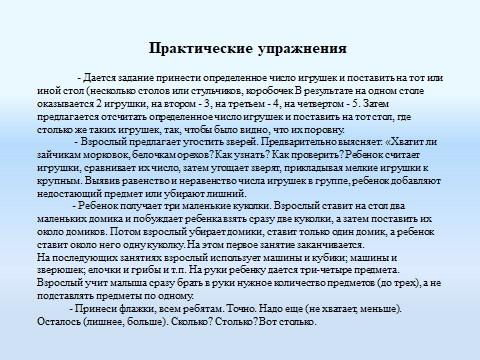 Практические упражнения
- Дается задание принести определенное число игрушек и поставить на тот или
иной стол (несколько столов или стульчиков, коробочек В результате на одном столе
оказывается 2 игрушки, на втором - 3, на третьем - 4, на четвертом - 5. Затем
предлагается отсчитать определенное число игрушек и поставить на тот стол, где
столько же таких игрушек, так, чтобы было видно, что их поровну.
- Взрослый предлагает угостить зверей. Предварительно выясняет: «Хватит ли
зайчикам морковок, белочкам орехов? Как узнать? Как проверить? Ребенок считает
игрушки, сравнивает их число, затем угощает зверят, прикладывая мелкие игрушки к
крупным. Выявив равенство и неравенство числа игрушек в группе, ребенок добавляют
недостающий предмет или убирают лишний.
- Ребенок получает три маленькие куколки. Взрослый ставит на стол два
маленьких домика и побуждает ребенка взять сразу две куколки, а затем поставить их
около домиков. Потом взрослый убирает домики, ставит только один домик, а ребенок
ставит около него одну куколку. На этом первое занятие заканчивается.
На последующих занятиях взрослый использует машины и кубики; машины и
зверюшек; елочки и грибы и т.п. На руки ребенку дается три-четыре предмета.
Взрослый учит малыша сразу брать в руки нужное количество предметов (до трех), а не
подставлять предметы по одному.
- Принеси флажки, всем ребятам. Точно. Надо еще (не хватает, меньше).
Осталось (лишнее, больше). Сколько? Столько? Вот столько.